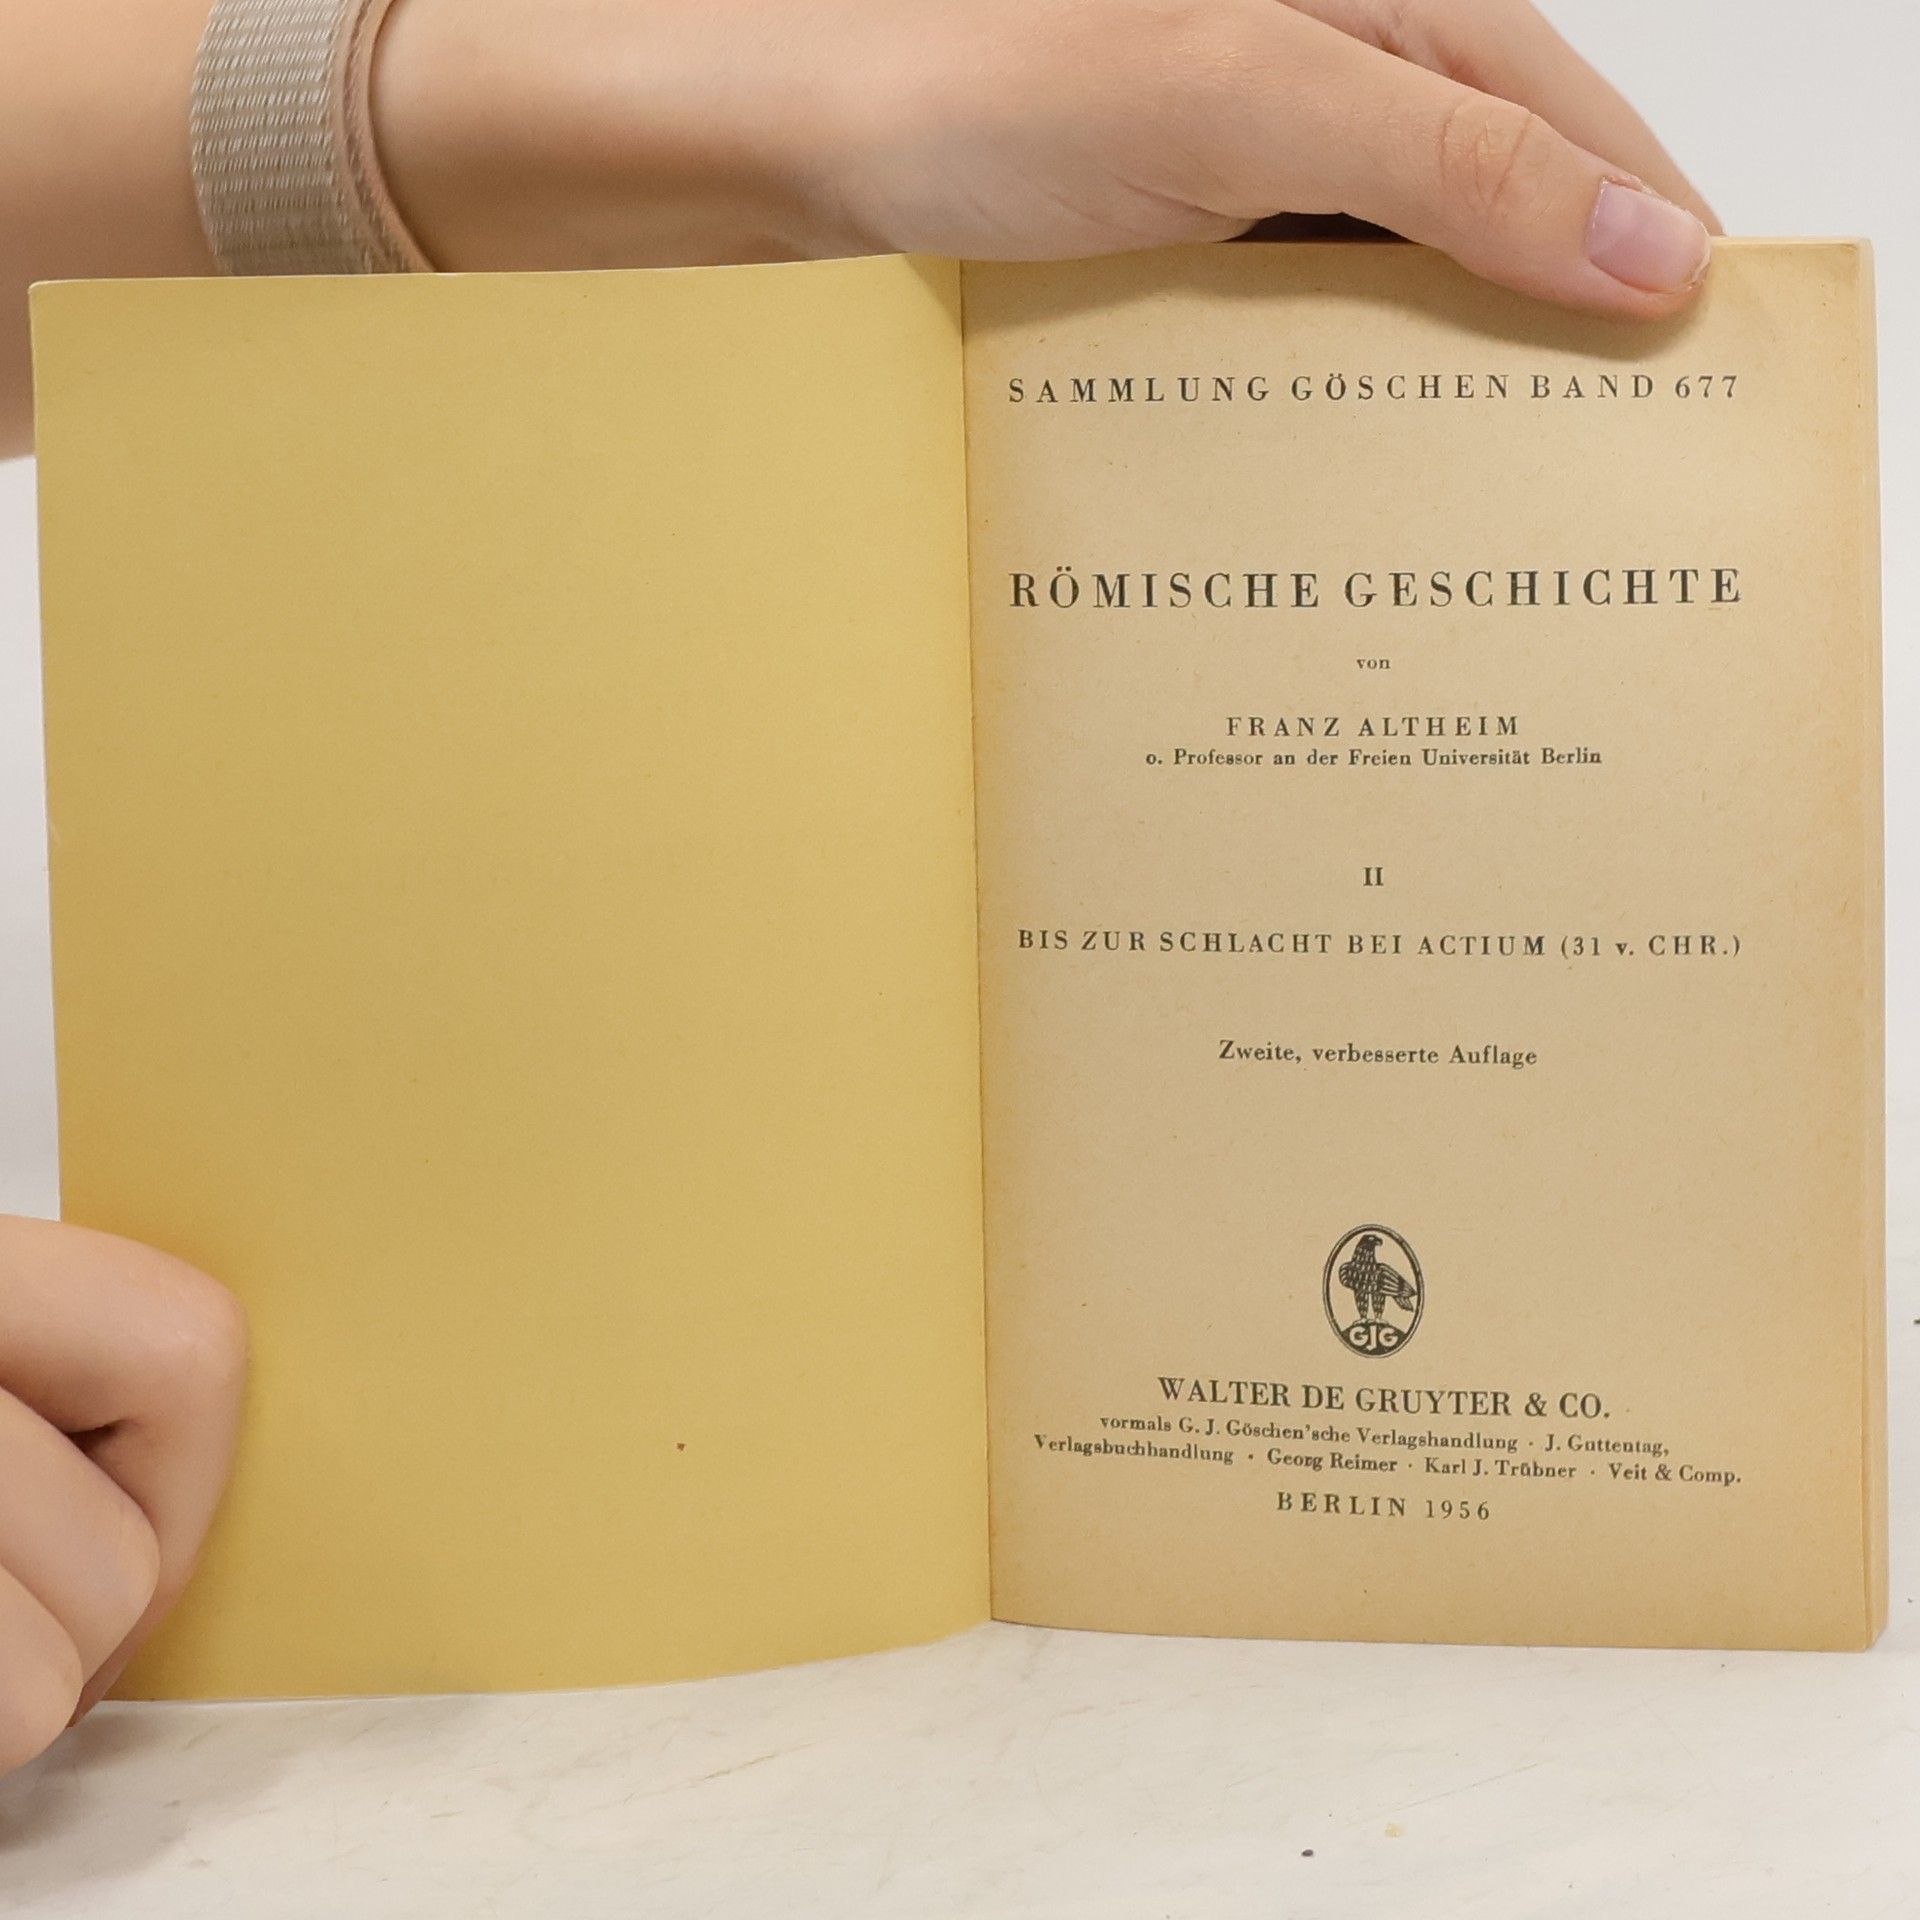 SAMMLUNG GÖSCHEN BAND 677
RÖMISCHE GESCHICHTE
von
FRANZ ALTHEIM
o. Professor an der Freien Universität Berlin
II
BIS ZUR SCHLACHT BEI ACTIUM (31 v. CHR.)
Zweite, verbesserte Auflage
GJG
WALTER DE GRUYTER & CO.
vormals G. J. Göschen'sche Verlagshandlung · J. Guttentag,
Verlagsbuchhandlung · Georg Reimer · Karl J. Trübner · Veit & Comp.
BERLIN 1956